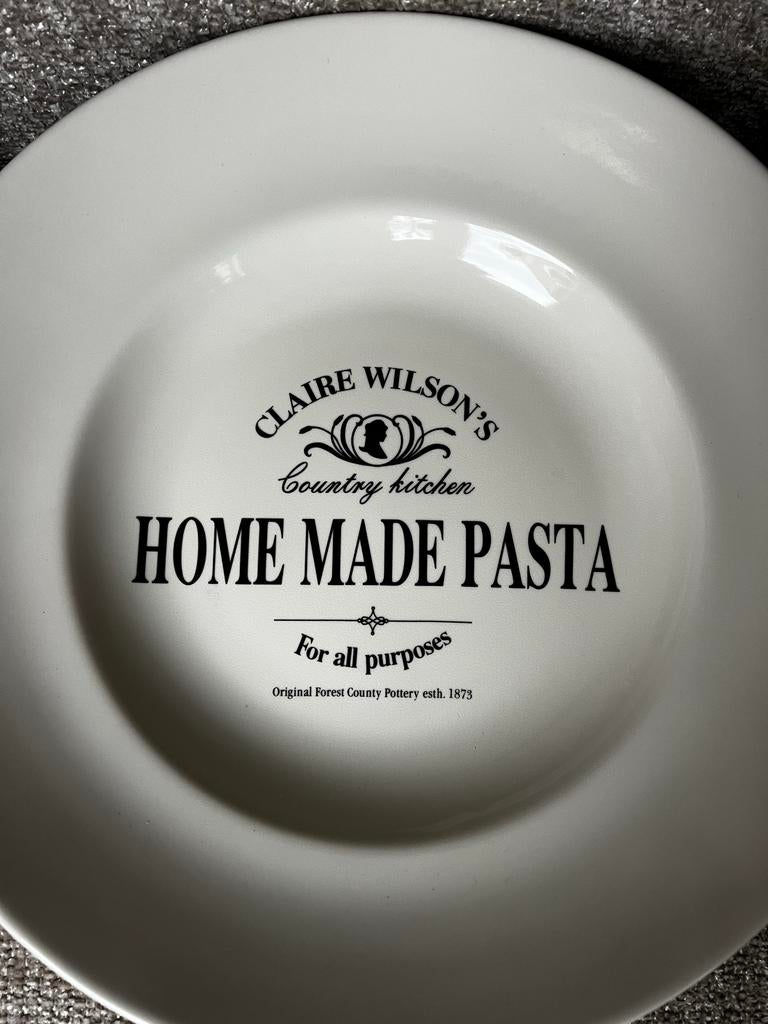 CLAIRE WILSON'S
Country kitchen
HOME MADE PASTA
For all purposes
Original Forest County Pottery esth. 1873